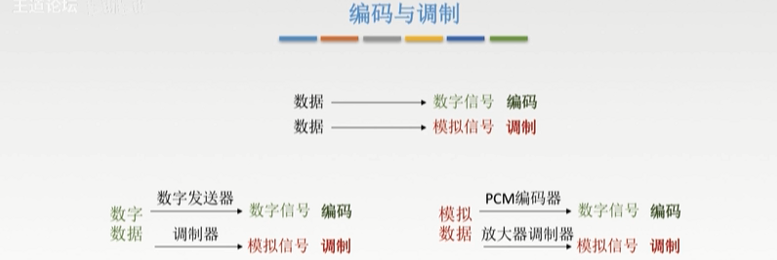 王道论坛
编码与调制
数据 数字信号 编码
数据 模拟信号 调制
数字数据 数字发送器 数字信号 编码
调制器 模拟信号 调制
模拟数据 PCM编码器 数字信号 编码
放大器调制器 模拟信号 调制